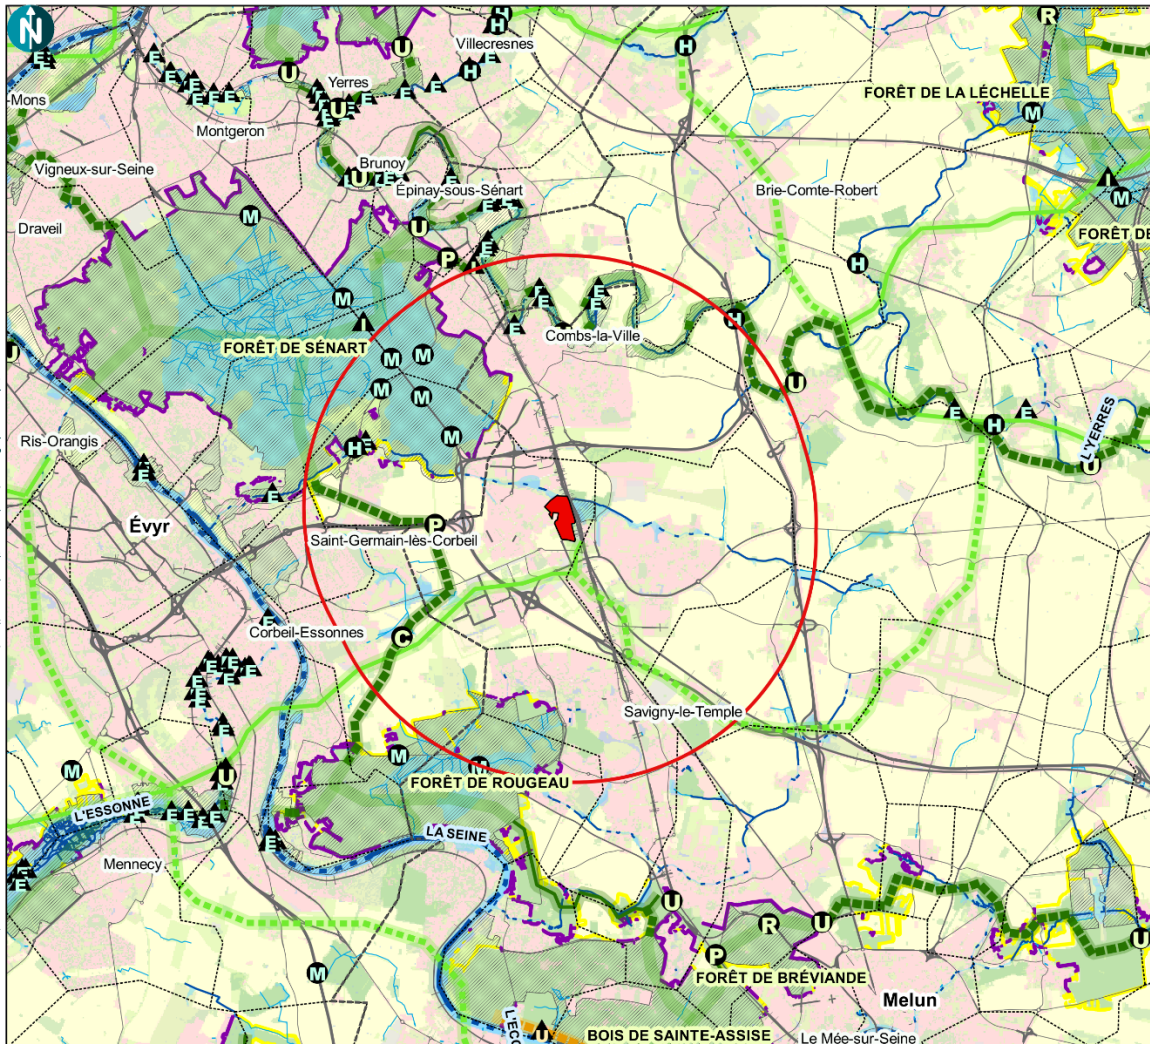 N
Villecresnes
Yerres
-Mons
Montgeron
FORÊT DE LA LÉCHELLE
Vigneux-sur-Seine
Brunoy
Épinay-sous-Sénart
Brie-Comte-Robert
Draveil
FORÊT DE
Combs-la-Ville
FORÊT DE SÉNART
Ris-Orangis
L'YERRES
Évyr
Saint-Germain-lès-Corbeil
Corbeil-Essonnes
Savigny-le-Temple
FORÊT DE ROUGEAU
L'ESSONNE
LA SEINE
Mennecy
FORÊT DE BRÉVIANDE
Melun
L'ECO
BOIS DE SAINTE-ASSISE
Le Mée-sur-Seine